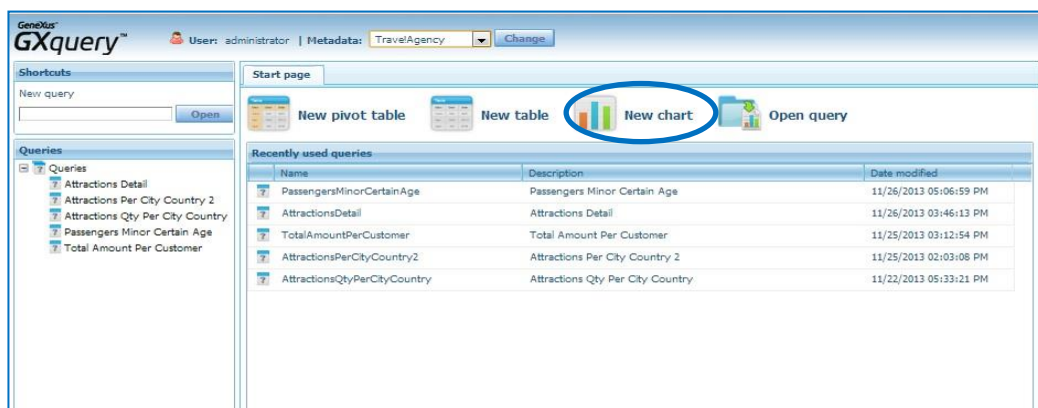 GeneXus™
GXquery™
User: administrator | Metadata: TravelAgency Change
Shortcuts
New query
Open
Queries
Queries
Attractions Detail
Attractions Per City Country 2
Attractions Qty Per City Country
Passengers Minor Certain Age
Total Amount Per Customer
Start page
New pivot table New table New chart Open query
Recently used queries
Name Description Date modified
PassengersMinorCertainAge Passengers Minor Certain Age 11/26/2013 05:06:59 PM
AttractionsDetail Attractions Detail 11/26/2013 03:46:13 PM
TotalAmountPerCustomer Total Amount Per Customer 11/25/2013 03:12:54 PM
AttractionsPerCityCountry2 Attractions Per City Country 2 11/25/2013 02:03:08 PM
AttractionsQtyPerCityCountry Attractions Qty Per City Country 11/22/2013 05:33:21 PM